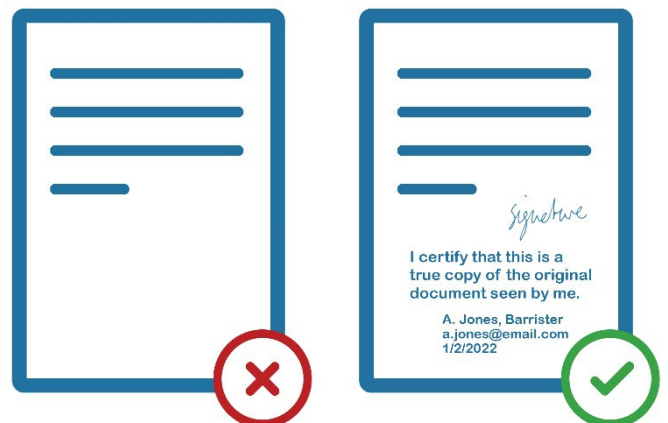 signature
I certify that this is a
true copy of the original
document seen by me.
A. Jones, Barrister
a.jones@email.com
1/2/2022